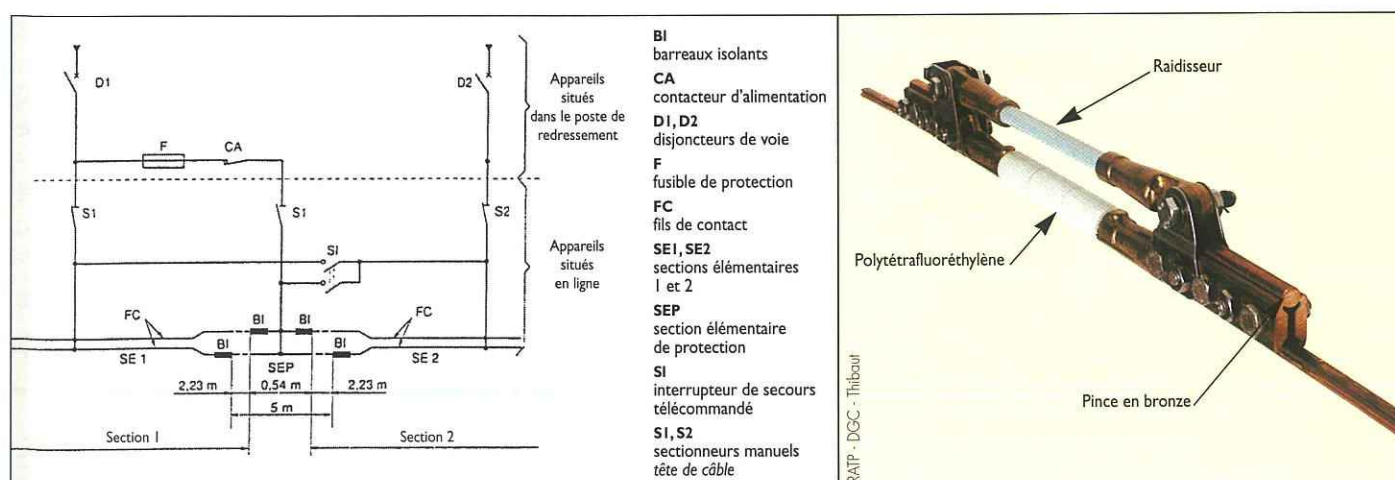 D1
D2
F
CA
S1
S1
S2
SI
FC
FC
BI
BI
BI
BI
SE 1
SEP
SE 2
2,23 m
0,54 m
2,23 m
5 m
Section 1
Section 2
Appareils
situés
dans le poste de
redressement
Appareils
situés
en ligne
BI
barreaux isolants
CA
contacteur d'alimentation
D1, D2
disjoncteurs de voie
F
fusible de protection
FC
fils de contact
SE1, SE2
sections élémentaires
1 et 2
SEP
section élémentaire
de protection
SI
interrupteur de secours
télécommandé
S1, S2
sectionneurs manuels
tête de câble
Raidisseur
Polytétrafluoréthylène
Pince en bronze
RATP - DGC - Thibaut